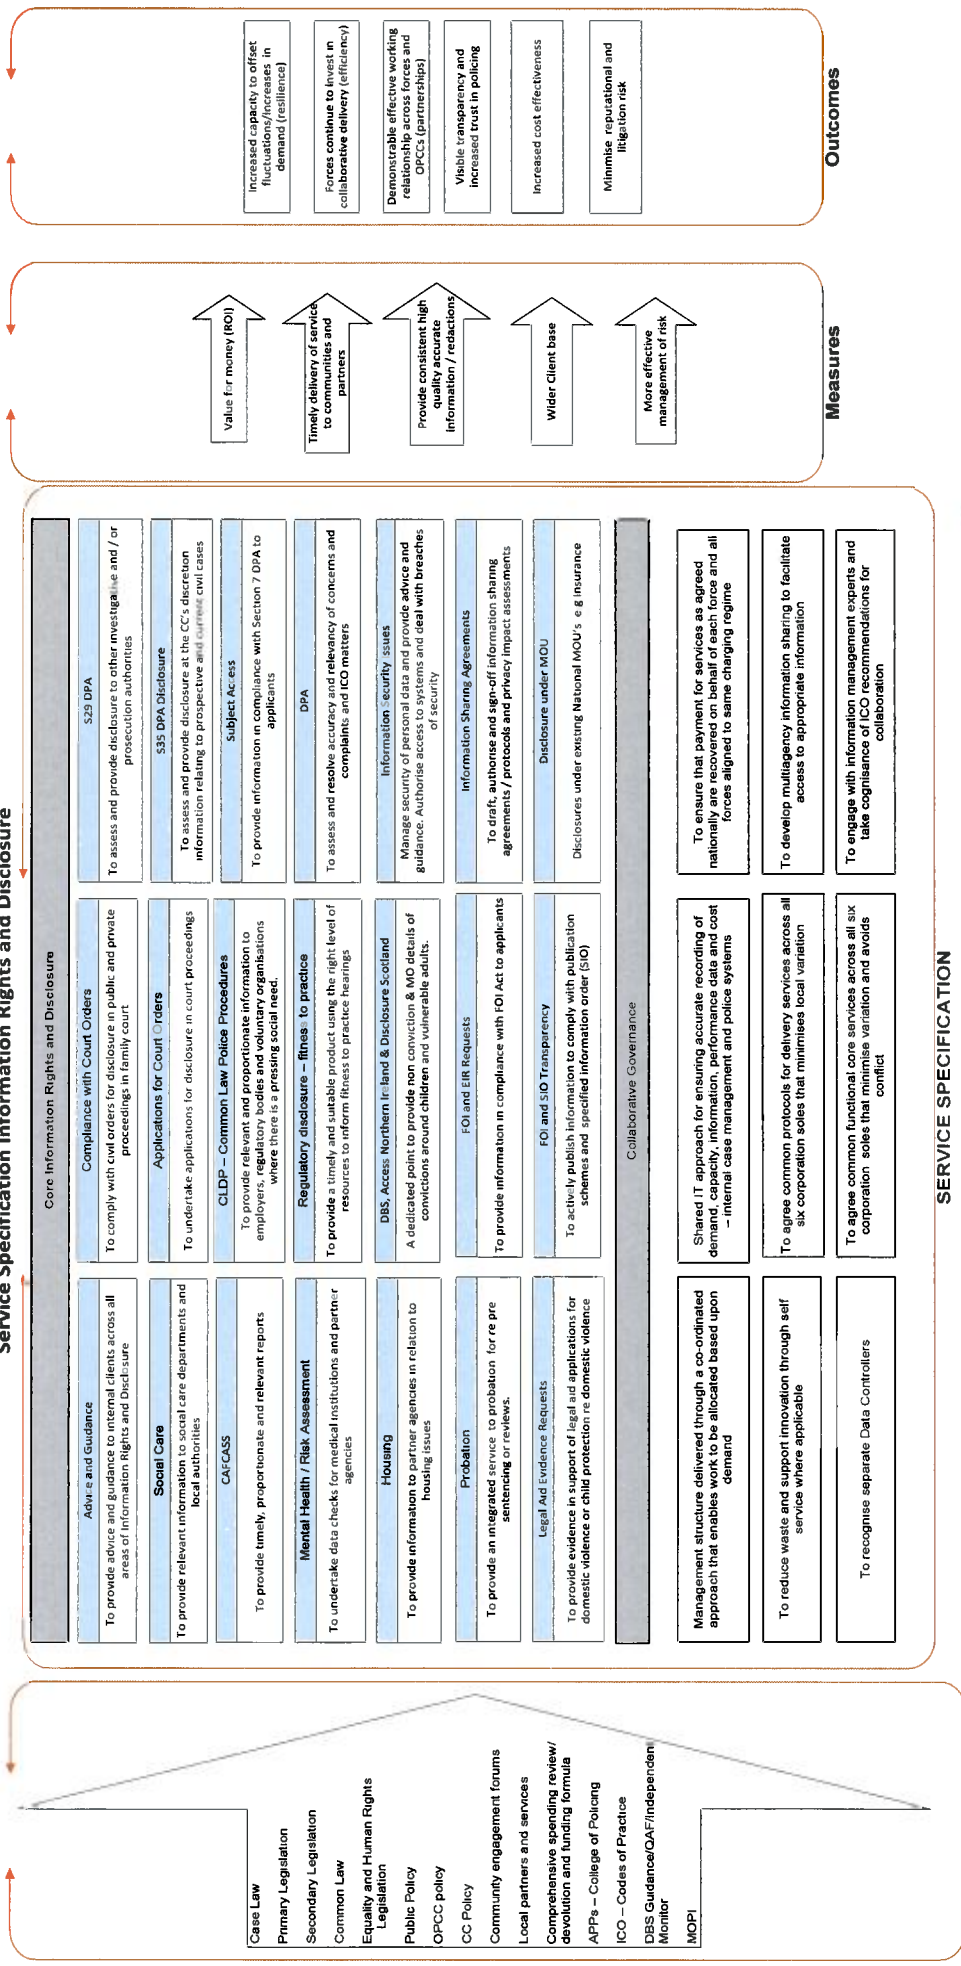 Service Specification Information Rights and Disclosure
Case Law
Primary Legislation
Secondary Legislation
Common Law
Equality and Human Rights
Legislation
Public Policy
OPCC policy
CC Policy
Community engagement forums
Local partners and services
Comprehensive spending review/
devolution and funding formula
APPs – College of Policing
ICO – Codes of Practice
DBS Guidance/QAF/Independent
Monitor
MOPI
Core Information Rights and Disclosure
Advice and Guidance
To provide advice and guidance to internal clients across all
areas of Information Rights and Disclosure
Social Care
To provide relevant information to social care departments and
local authorities
CAFCASS
To provide timely, proportionate and relevant reports
Mental Health / Risk Assessment
To undertake data checks for medical institutions and partner
agencies
Housing
To provide information to partner agencies in relation to
housing issues
Probation
To provide an integrated service to probation for re pre
sentencing or reviews.
Legal Aid Evidence Requests
To provide evidence in support of legal aid applications for
domestic violence or child protection re domestic violence
Compliance with Court Orders
To comply with civil orders for disclosure in public and private
proceedings in family court
Applications for Court Orders
To undertake applications for disclosure in court proceedings
CLDP – Common Law Police Procedures
To provide relevant and proportionate information to
employers, regulatory bodies and voluntary organisations
where there is a pressing social need.
Regulatory disclosure – fitness to practice
To provide a timely and suitable product using the right level of
resources to inform fitness to practice hearings
DBS, Access Northern Ireland & Disclosure Scotland
A dedicated point to provide non conviction & MO details of
convictions around children and vulnerable adults.
FOI and EIR Requests
To provide information in compliance with FOI Act to applicants
FOI and SIO Transparency
To actively publish information to comply with publication
schemes and specified information order (SIO)
S29 DPA
To assess and provide disclosure to other investigative and / or
prosecution authorities
S35 DPA Disclosure
To assess and provide disclosure at the CC's discretion
information relating to prospective and current civil cases
Subject Access
To provide information in compliance with Section 7 DPA to
applicants
DPA
To assess and resolve accuracy and relevancy of concerns and
complaints and ICO matters
Information Security issues
Manage security of personal data and provide advice and
guidance. Authorise access to systems and deal with breaches
of security
Information Sharing Agreements
To draft, authorise and sign-off information sharing
agreements / protocols and privacy impact assessments
Disclosure under MOU
Disclosures under existing National MOU's e g Insurance
Collaborative Governance
Management structure delivered through a co-ordinated
approach that enables work to be allocated based upon
demand
To reduce waste and support innovation through self
service where applicable
To recognise separate Data Controllers
Shared IT approach for ensuring accurate recording of
demand, capacity, information, performance date and cost
– internal case management and police systems
To agree common protocols for delivery services across all
six corporation soles that minimises local variation
To agree common functional core services across all six
corporation soles that minimise variation and avoids
conflict
To ensure that payment for services as agreed
nationally are recovered on behalf of each force and all
forces aligned to same charging regime
To develop multiagency information sharing to facilitate
access to appropriate information
To engage with information management experts and
take cognisance of ICO recommendations for
collaboration
SERVICE SPECIFICATION
Value for money (ROI)
Timely delivery of service
to communities and
partners
Provide consistent high
quality accurate
information / redactions
Wider Client base
More effective
management of risk
Measures
Increased capacity to offset
fluctuations/increases in
demand (resilience)
Forces continue to invest in
collaborative delivery (efficiency)
Demonstrable effective working
relationship across forces and
OPCCs (partnerships)
Visible transparency and
increased trust in policing
Increased cost effectiveness
Minimise reputational and
litigation risk
Outcomes